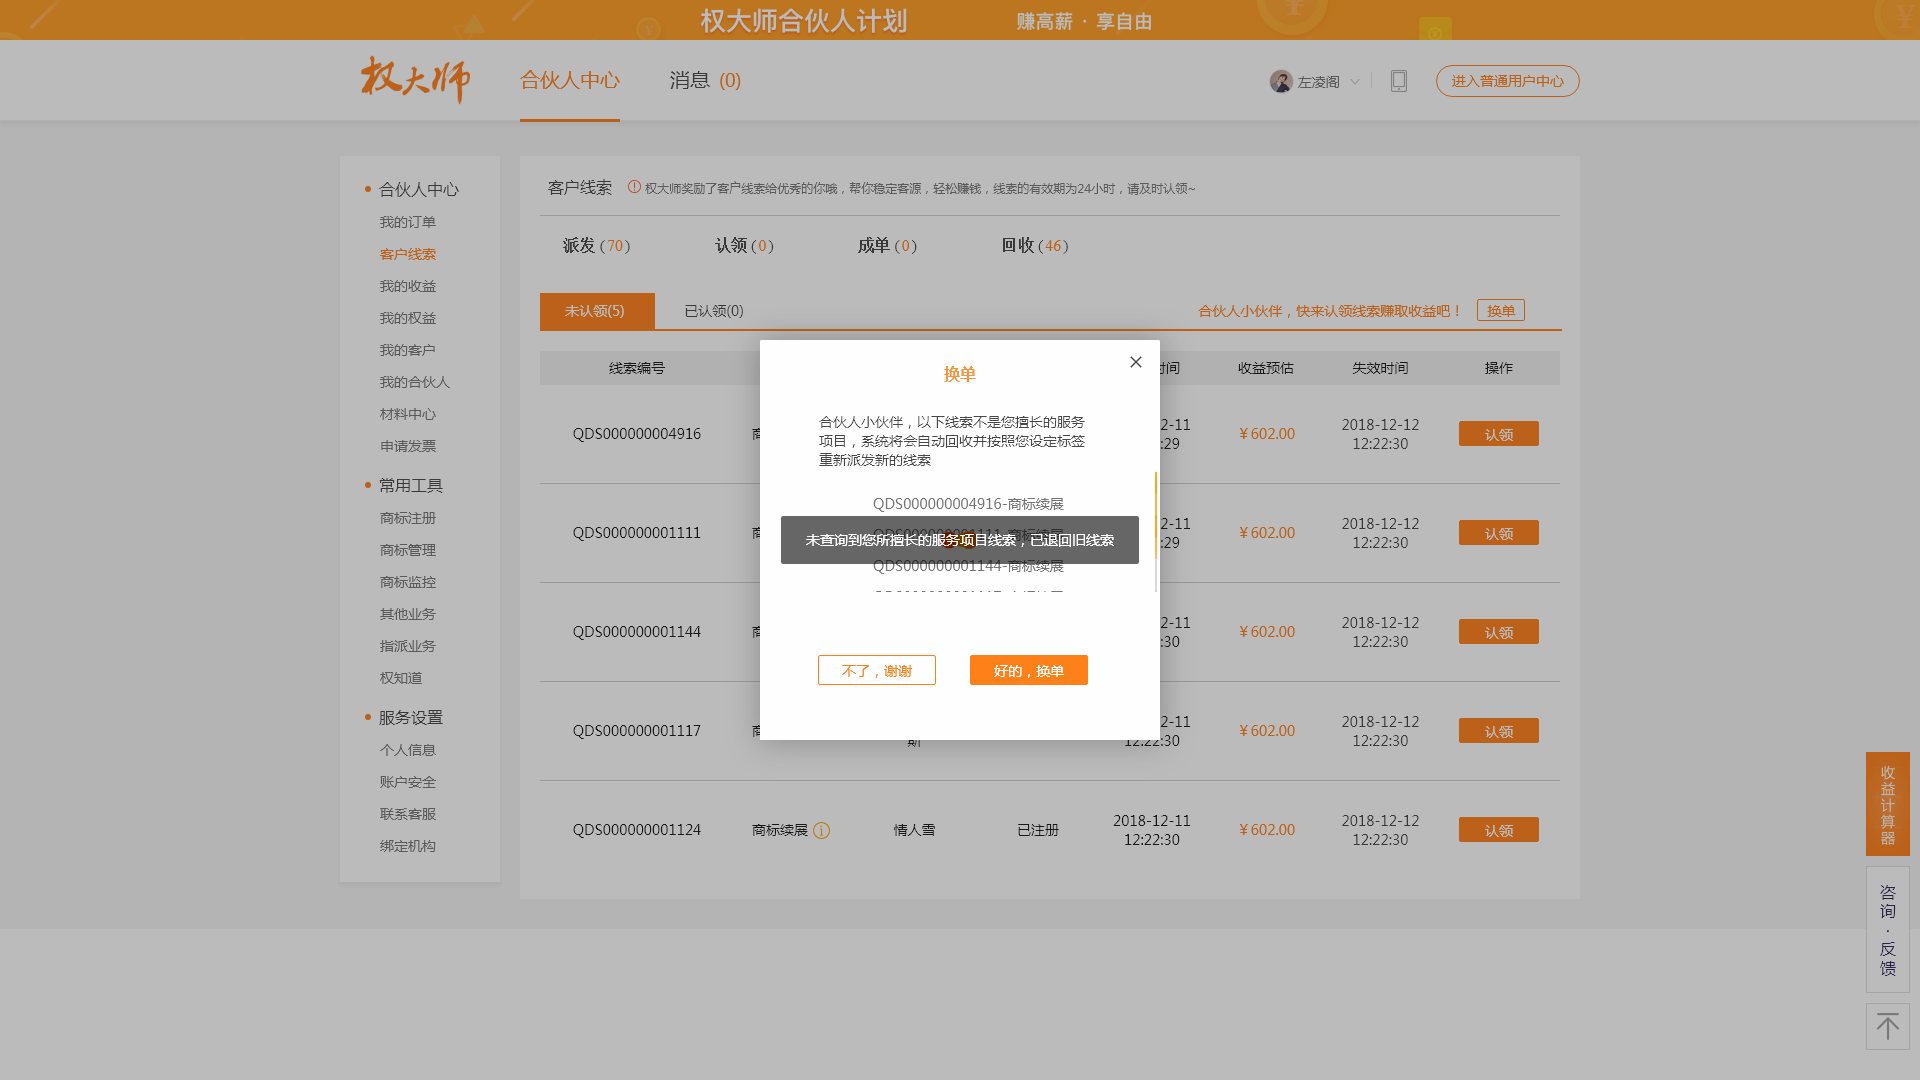 权大师合伙人计划 赚高薪 · 享自由
权大师 合伙人中心 消息 (0) 左凌阁 进入普通用户中心
合伙人中心
我的订单
客户线索
我的收益
我的权益
我的客户
我的合伙人
材料中心
申请发票
常用工具
商标注册
商标管理
商标监控
其他业务
指派业务
权知道
服务设置
个人信息
账户安全
联系客服
绑定机构
客户线索 权大师奖励了客户线索给优秀的你哦，帮你稳定客源，轻松赚钱，线索的有效期为24小时，请及时认领~
派发 (70) 认领 (0) 成单 (0) 回收 (46)
未认领(5) 已认领(0) 合伙人小伙伴，快来认领线索赚取收益吧！ 换单
线索编号 时间 收益预估 失效时间 操作
QDS000000004916 商 2-11 :29 ￥602.00 2018-12-12 12:22:30 认领
QDS000000001111 2-11 :29 ￥602.00 2018-12-12 12:22:30 认领
QDS000000001144 商 2-11 :30 ￥602.00 2018-12-12 12:22:30 认领
QDS000000001117 商 斯 2-11 12:22:30 ￥602.00 2018-12-12 12:22:30 认领
QDS000000001124 商标续展 情人雪 已注册 2018-12-11 12:22:30 ￥602.00 2018-12-12 12:22:30 认领
换单
合伙人小伙伴，以下线索不是您擅长的服务
项目，系统将会自动回收并按照您设定标签
重新派发新的线索
QDS000000004916-商标续展
未查询到您所擅长的服务项目线索，已退回旧线索
QDS000000001144-商标续展
不了，谢谢 好的，换单
收益计算器
咨询·反馈